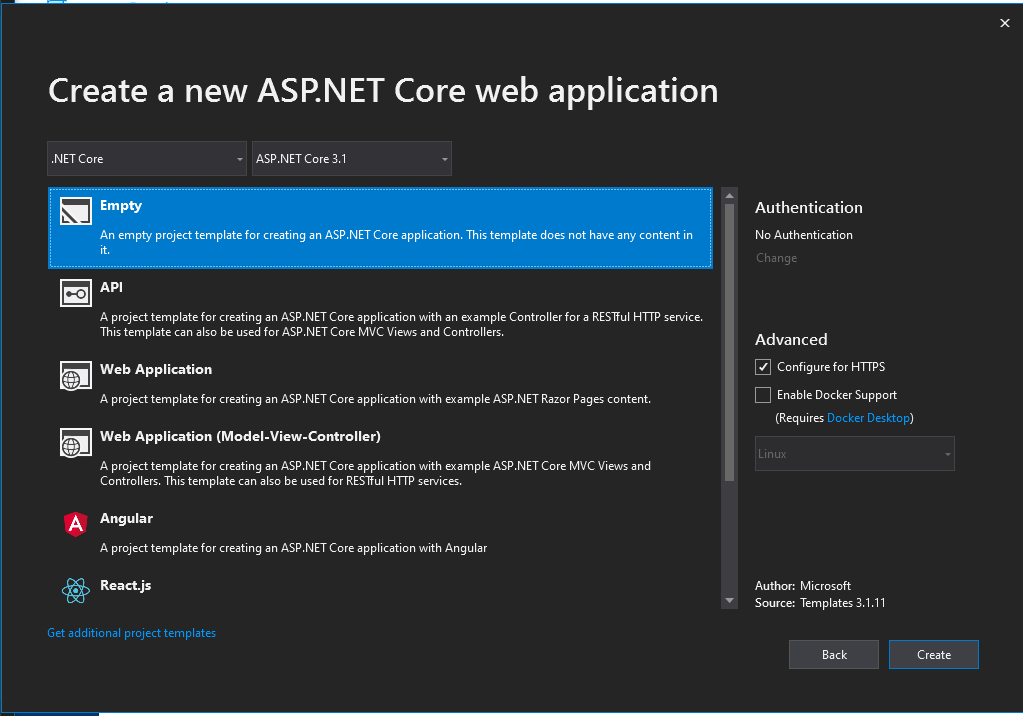 Create a new ASP.NET Core web application
.NET Core
ASP.NET Core 3.1
Empty
An empty project template for creating an ASP.NET Core application. This template does not have any content in
it.
API
A project template for creating an ASP.NET Core application with an example Controller for a RESTful HTTP service.
This template can also be used for ASP.NET Core MVC Views and Controllers.
Web Application
A project template for creating an ASP.NET Core application with example ASP.NET Razor Pages content.
Web Application (Model-View-Controller)
A project template for creating an ASP.NET Core application with example ASP.NET Core MVC Views and
Controllers. This template can also be used for RESTful HTTP services.
Angular
A project template for creating an ASP.NET Core application with Angular
React.js
Get additional project templates
Authentication
No Authentication
Change
Advanced
Configure for HTTPS
Enable Docker Support
(Requires Docker Desktop)
Linux
Author: Microsoft
Source: Templates 3.1.11
Back
Create